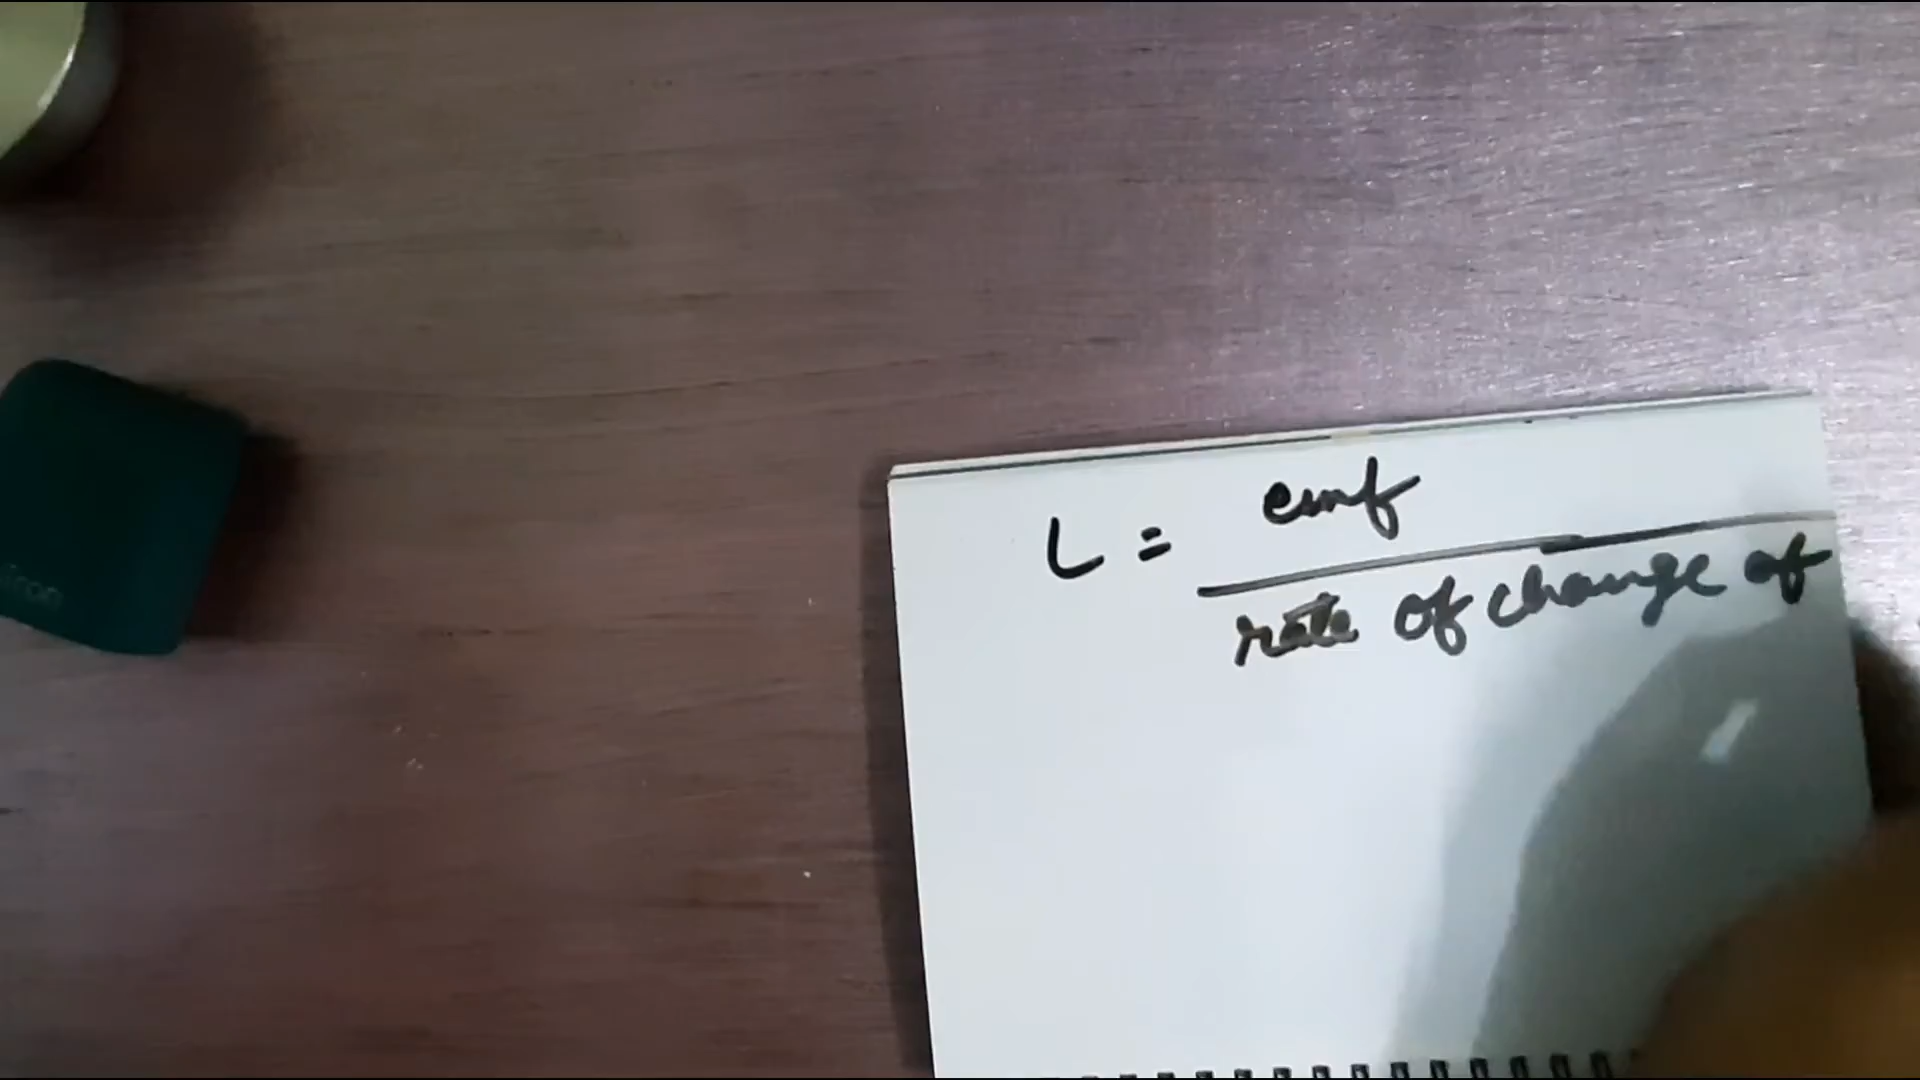 L = emf
rate of change of